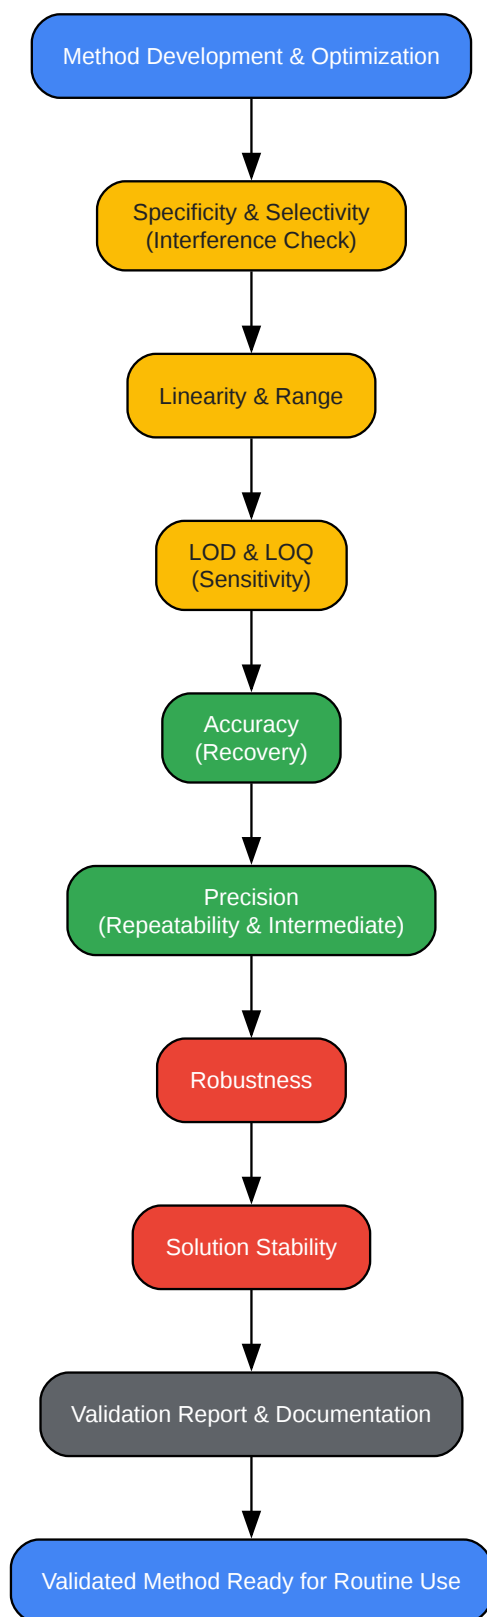 Method Development & Optimization
Specificity & Selectivity
(Interference Check)
Linearity & Range
LOD & LOQ
(Sensitivity)
Accuracy
(Recovery)
Precision
(Repeatability & Intermediate)
Robustness
Solution Stability
Validation Report & Documentation
Validated Method Ready for Routine Use